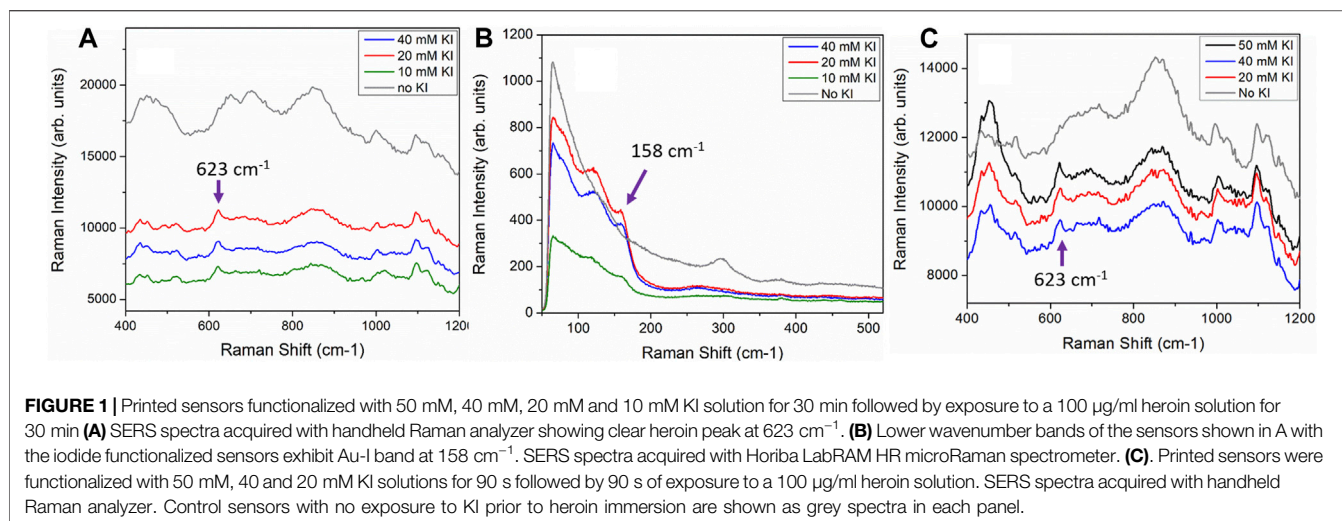 A
40 mM KI
20 mM KI
10 mM KI
no KI
20000
17500
15000
12500
10000
7500
5000
623 cm⁻¹
400 600 800 1000 1200
Raman Shift (cm-1)
Raman Intensity (arb. units)
B
1200
1000
800
600
400
200
0
40 mM KI
20 mM KI
10 mM KI
No KI
158 cm⁻¹
100 200 300 400 500
Raman Shift (cm-1)
Raman Intensity (arb. units)
C
14000
12000
10000
8000
50 mM KI
40 mM KI
20 mM KI
No KI
623 cm⁻¹
400 600 800 1000 1200
Raman Shift (cm-1)
Raman Intensity (arb. units)
FIGURE 1 | Printed sensors functionalized with 50 mM, 40 mM, 20 mM and 10 mM KI solution for 30 min followed by exposure to a 100 μg/ml heroin solution for
30 min (A) SERS spectra acquired with handheld Raman analyzer showing clear heroin peak at 623 cm⁻¹. (B) Lower wavenumber bands of the sensors shown in A with
the iodide functionalized sensors exhibit Au-I band at 158 cm⁻¹. SERS spectra acquired with Horiba LabRAM HR microRaman spectrometer. (C). Printed sensors were
functionalized with 50 mM, 40 and 20 mM KI solutions for 90 s followed by 90 s of exposure to a 100 μg/ml heroin solution. SERS spectra acquired with handheld
Raman analyzer. Control sensors with no exposure to KI prior to heroin immersion are shown as grey spectra in each panel.